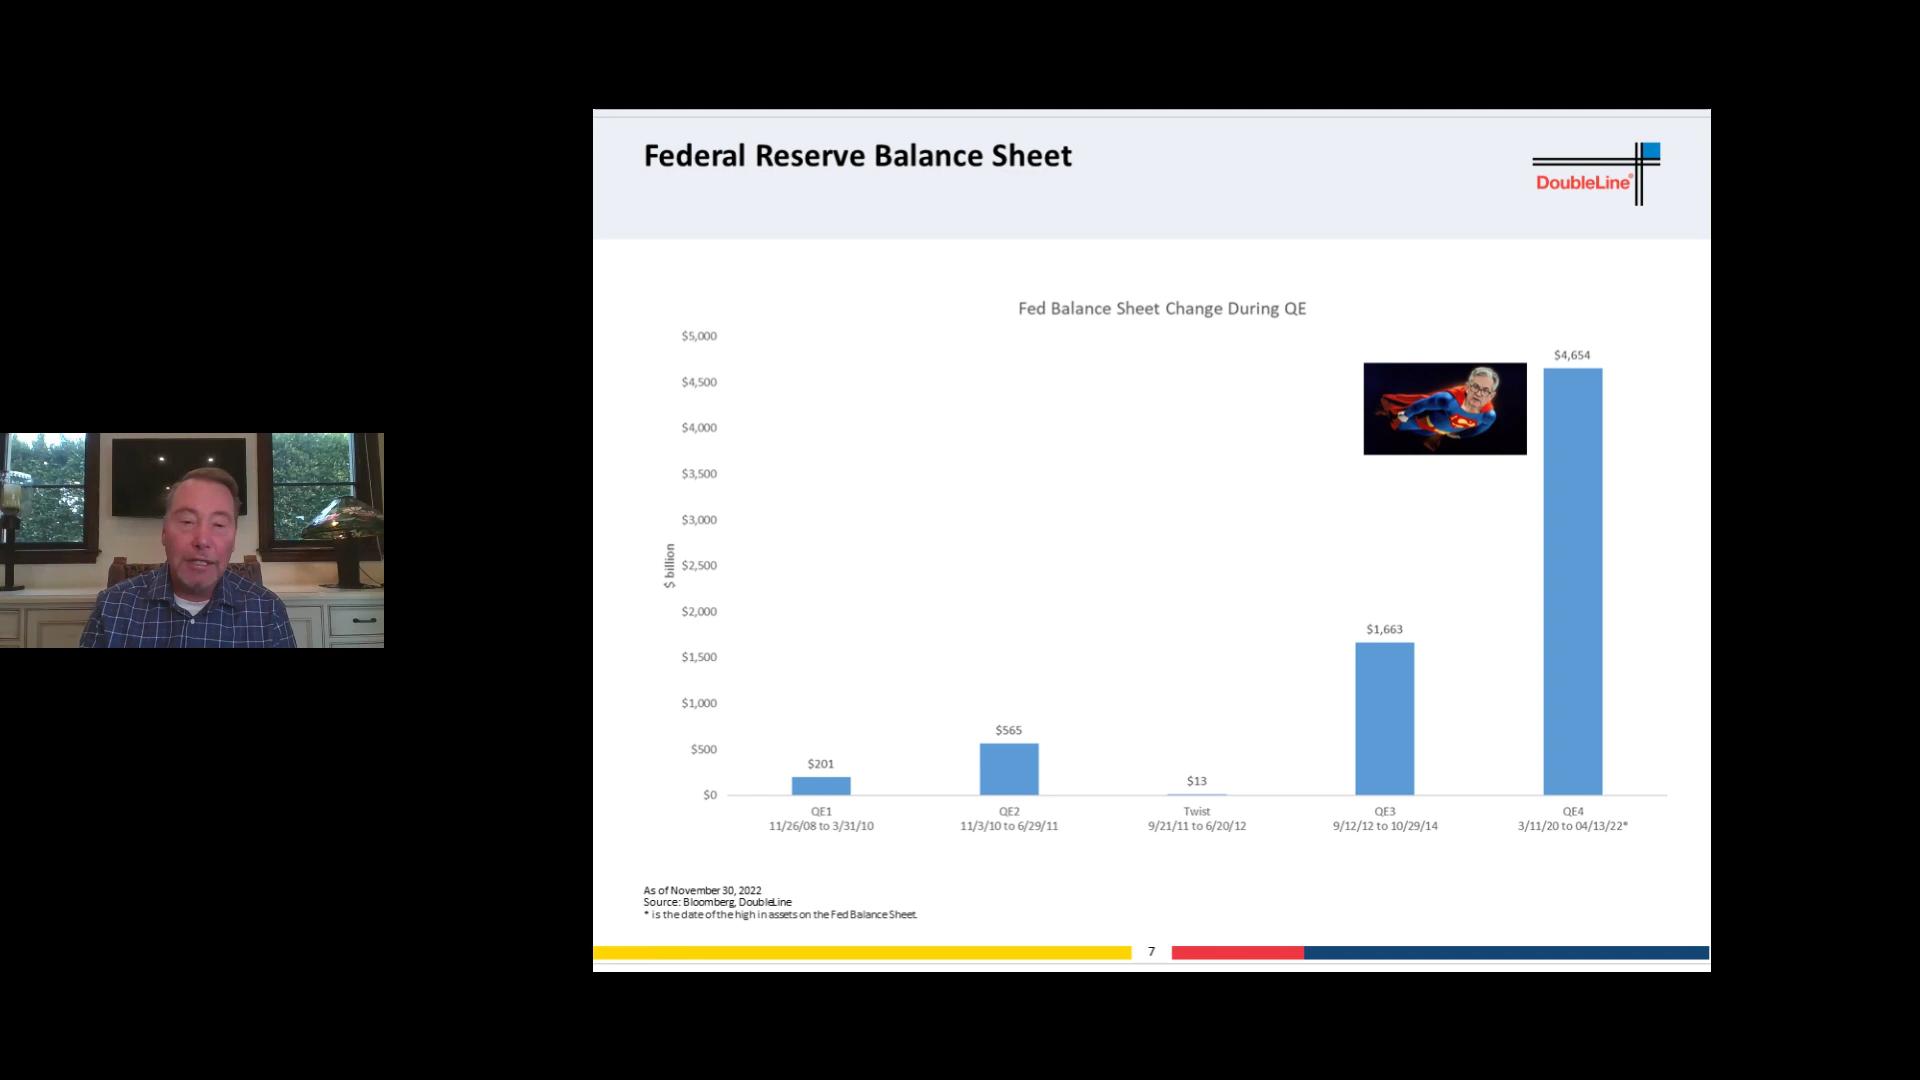 Federal Reserve Balance Sheet
DoubleLine®
Fed Balance Sheet Change During QE
$ billion
$5,000
$4,500
$4,000
$3,500
$3,000
$2,500
$2,000
$1,500
$1,000
$500
$0
$201
$565
$13
$1,663
$4,654
QE1
11/26/08 to 3/31/10
QE2
11/3/10 to 6/29/11
Twist
9/21/11 to 6/20/12
QE3
9/12/12 to 10/29/14
QE4
3/11/20 to 04/13/22*
As of November 30, 2022
Source: Bloomberg, DoubleLine
* is the date of the high in assets on the Fed Balance Sheet.
7